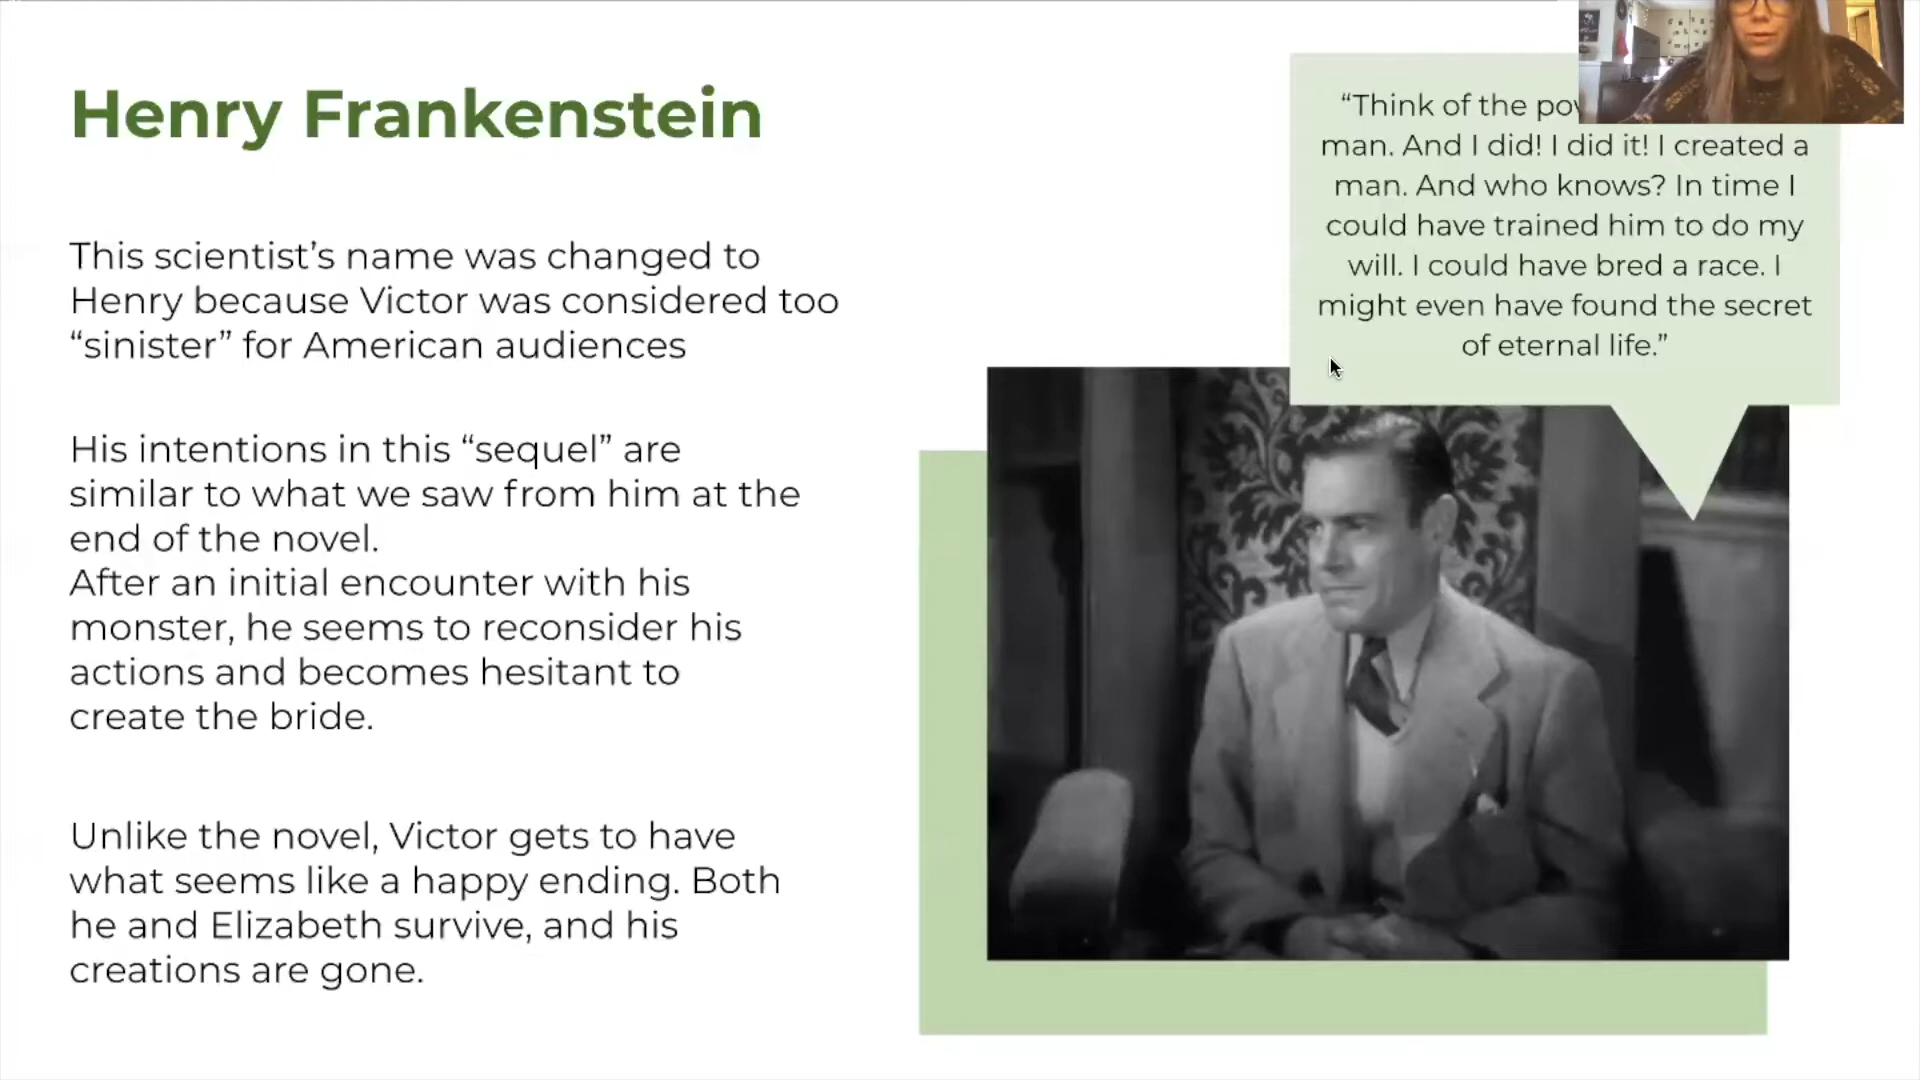 Henry Frankenstein
This scientist’s name was changed to
Henry because Victor was considered too
“sinister” for American audiences
His intentions in this “sequel” are
similar to what we saw from him at the
end of the novel.
After an initial encounter with his
monster, he seems to reconsider his
actions and becomes hesitant to
create the bride.
Unlike the novel, Victor gets to have
what seems like a happy ending. Both
he and Elizabeth survive, and his
creations are gone.
“Think of the
man. And I did! I did it! I created a
man. And who knows? In time I
could have trained him to do my
will. I could have bred a race. I
might even have found the secret
of eternal life.”